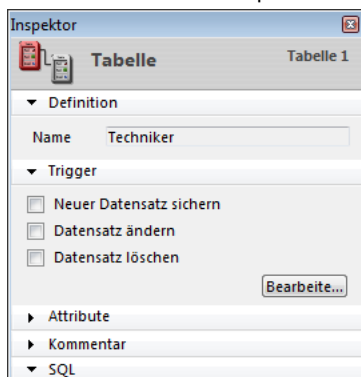 Inspektor
Tabelle Tabelle 1
Definition
Name Techniker
Trigger
Neuer Datensatz sichern
Datensatz ändern
Datensatz löschen
Bearbeite...
Attribute
Kommentar
SQL